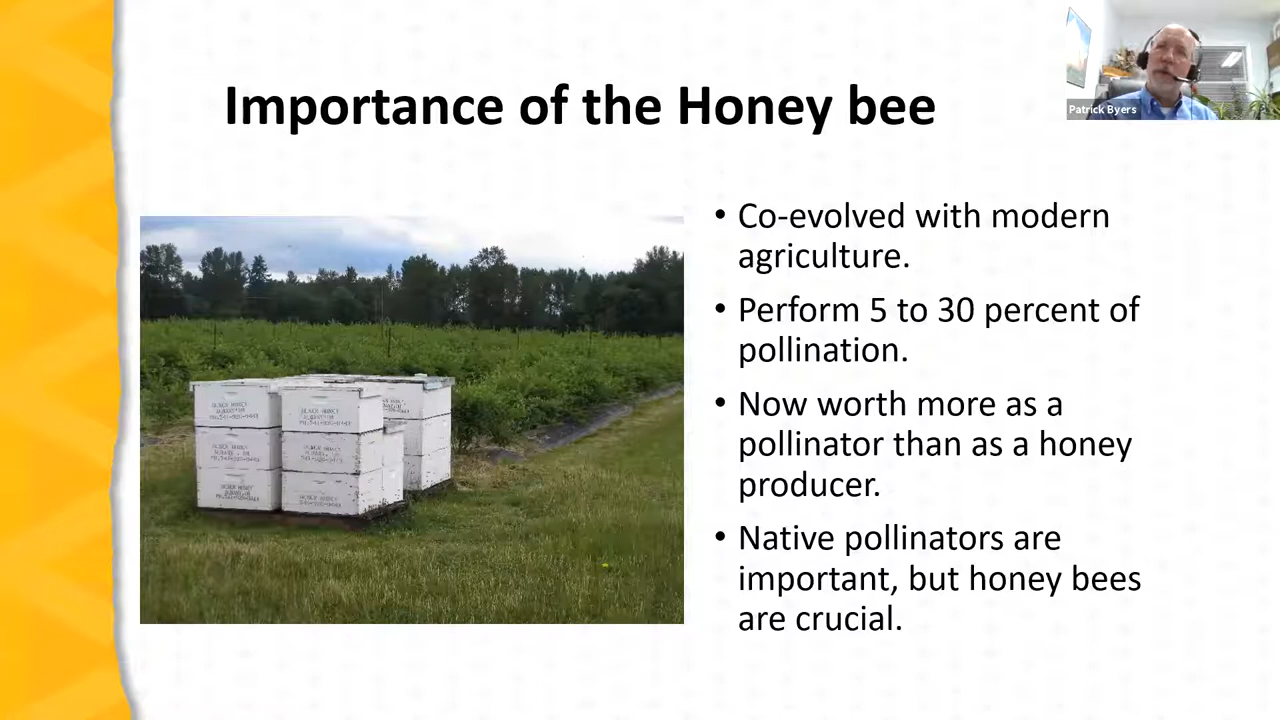 Importance of the Honey bee
Patrick Byers
• Co-evolved with modern
agriculture.
• Perform 5 to 30 percent of
pollination.
• Now worth more as a
pollinator than as a honey
producer.
• Native pollinators are
important, but honey bees
are crucial.